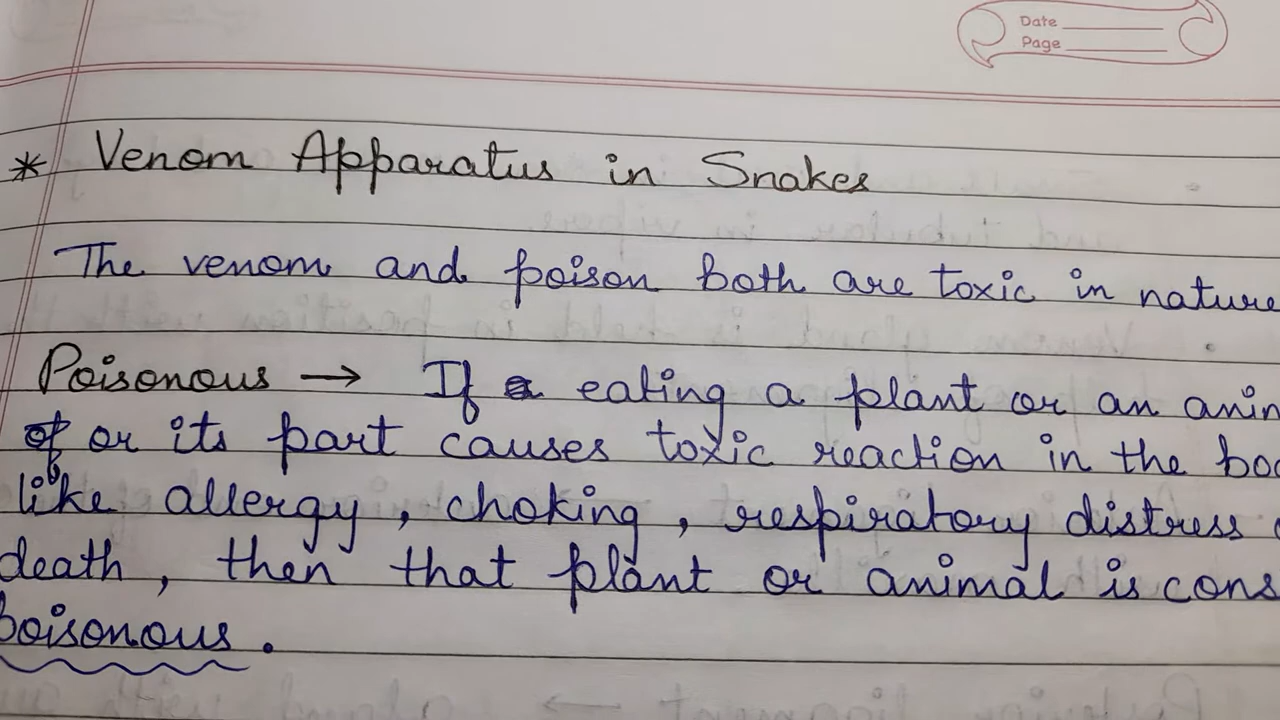 Date
Page
* Venom Apparatus in Snakes
The venom and poison both are toxic in nature
Poisonous → If eating a plant or an anim
or its part causes toxic reaction in the bod
like allergy, choking, respiratory distress
death, then that plant or animal is cons
poisonous.